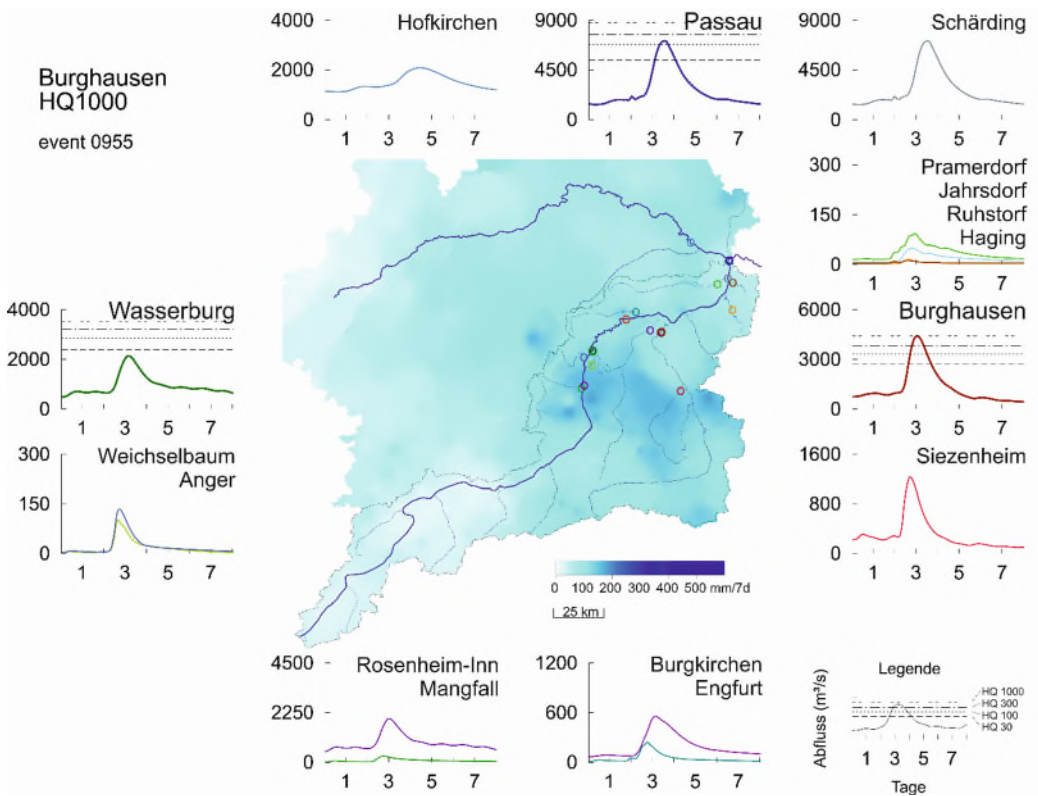 Burghausen
HQ1000
event 0955
Hofkirchen
4000
2000
0
1 3 5 7
Passau
9000
4500
0
1 3 5 7
Schärding
9000
4500
0
1 3 5 7
Pramerdorf
Jahrsdorf
Ruhstorf
Haging
300
150
0
1 3 5 7
Wasserburg
4000
2000
0
1 3 5 7
Burghausen
6000
3000
0
1 3 5 7
Weichselbaum
Anger
300
150
0
1 3 5 7
Siezenheim
1600
800
0
1 3 5 7
0 100 200 300 400 500 mm/7d
25 km
Rosenheim-Inn
Mangfall
4500
2250
0
1 3 5 7
Burgkirchen
Engfurt
1200
600
0
1 3 5 7
Legende
Abfluss (m³/s)
HQ 1000
HQ 300
HQ 100
HQ 30
1 3 5 7
Tage